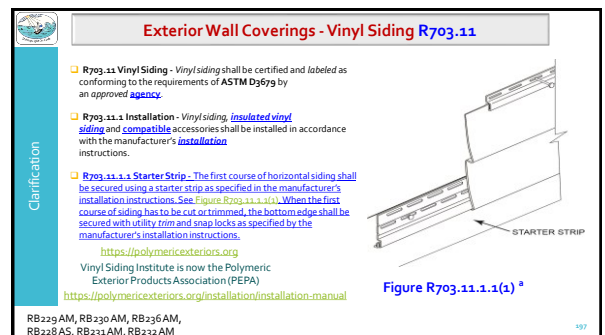 Exterior Wall Coverings - Vinyl Siding R703.11
Clarification
R703.11 Vinyl Siding - Vinyl siding shall be certified and labeled as
conforming to the requirements of ASTM D3679 by
an approved agency.
R703.11.1 Installation - Vinyl siding, insulated vinyl
siding and compatible accessories shall be installed in accordance
with the manufacturer's installation
instructions.
R703.11.1.1 Starter Strip - The first course of horizontal siding shall
be secured using a starter strip as specified in the manufacturer's
installation instructions. See Figure R703.11.1.1(1). When the first
course of siding has to be cut or trimmed, the bottom edge shall be
secured with utility trim and snap locks as specified by the
manufacturer's installation instructions.
https://polymericexteriors.org
Vinyl Siding Institute is now the Polymeric
Exterior Products Association (PEPA)
https://polymericexteriors.org/installation/installation-manual
STARTER STRIP
Figure R703.11.1.1(1) a
RB229 AM, RB230 AM, RB236 AM,
RB228 AS, RB231 AM, RB232 AM
197